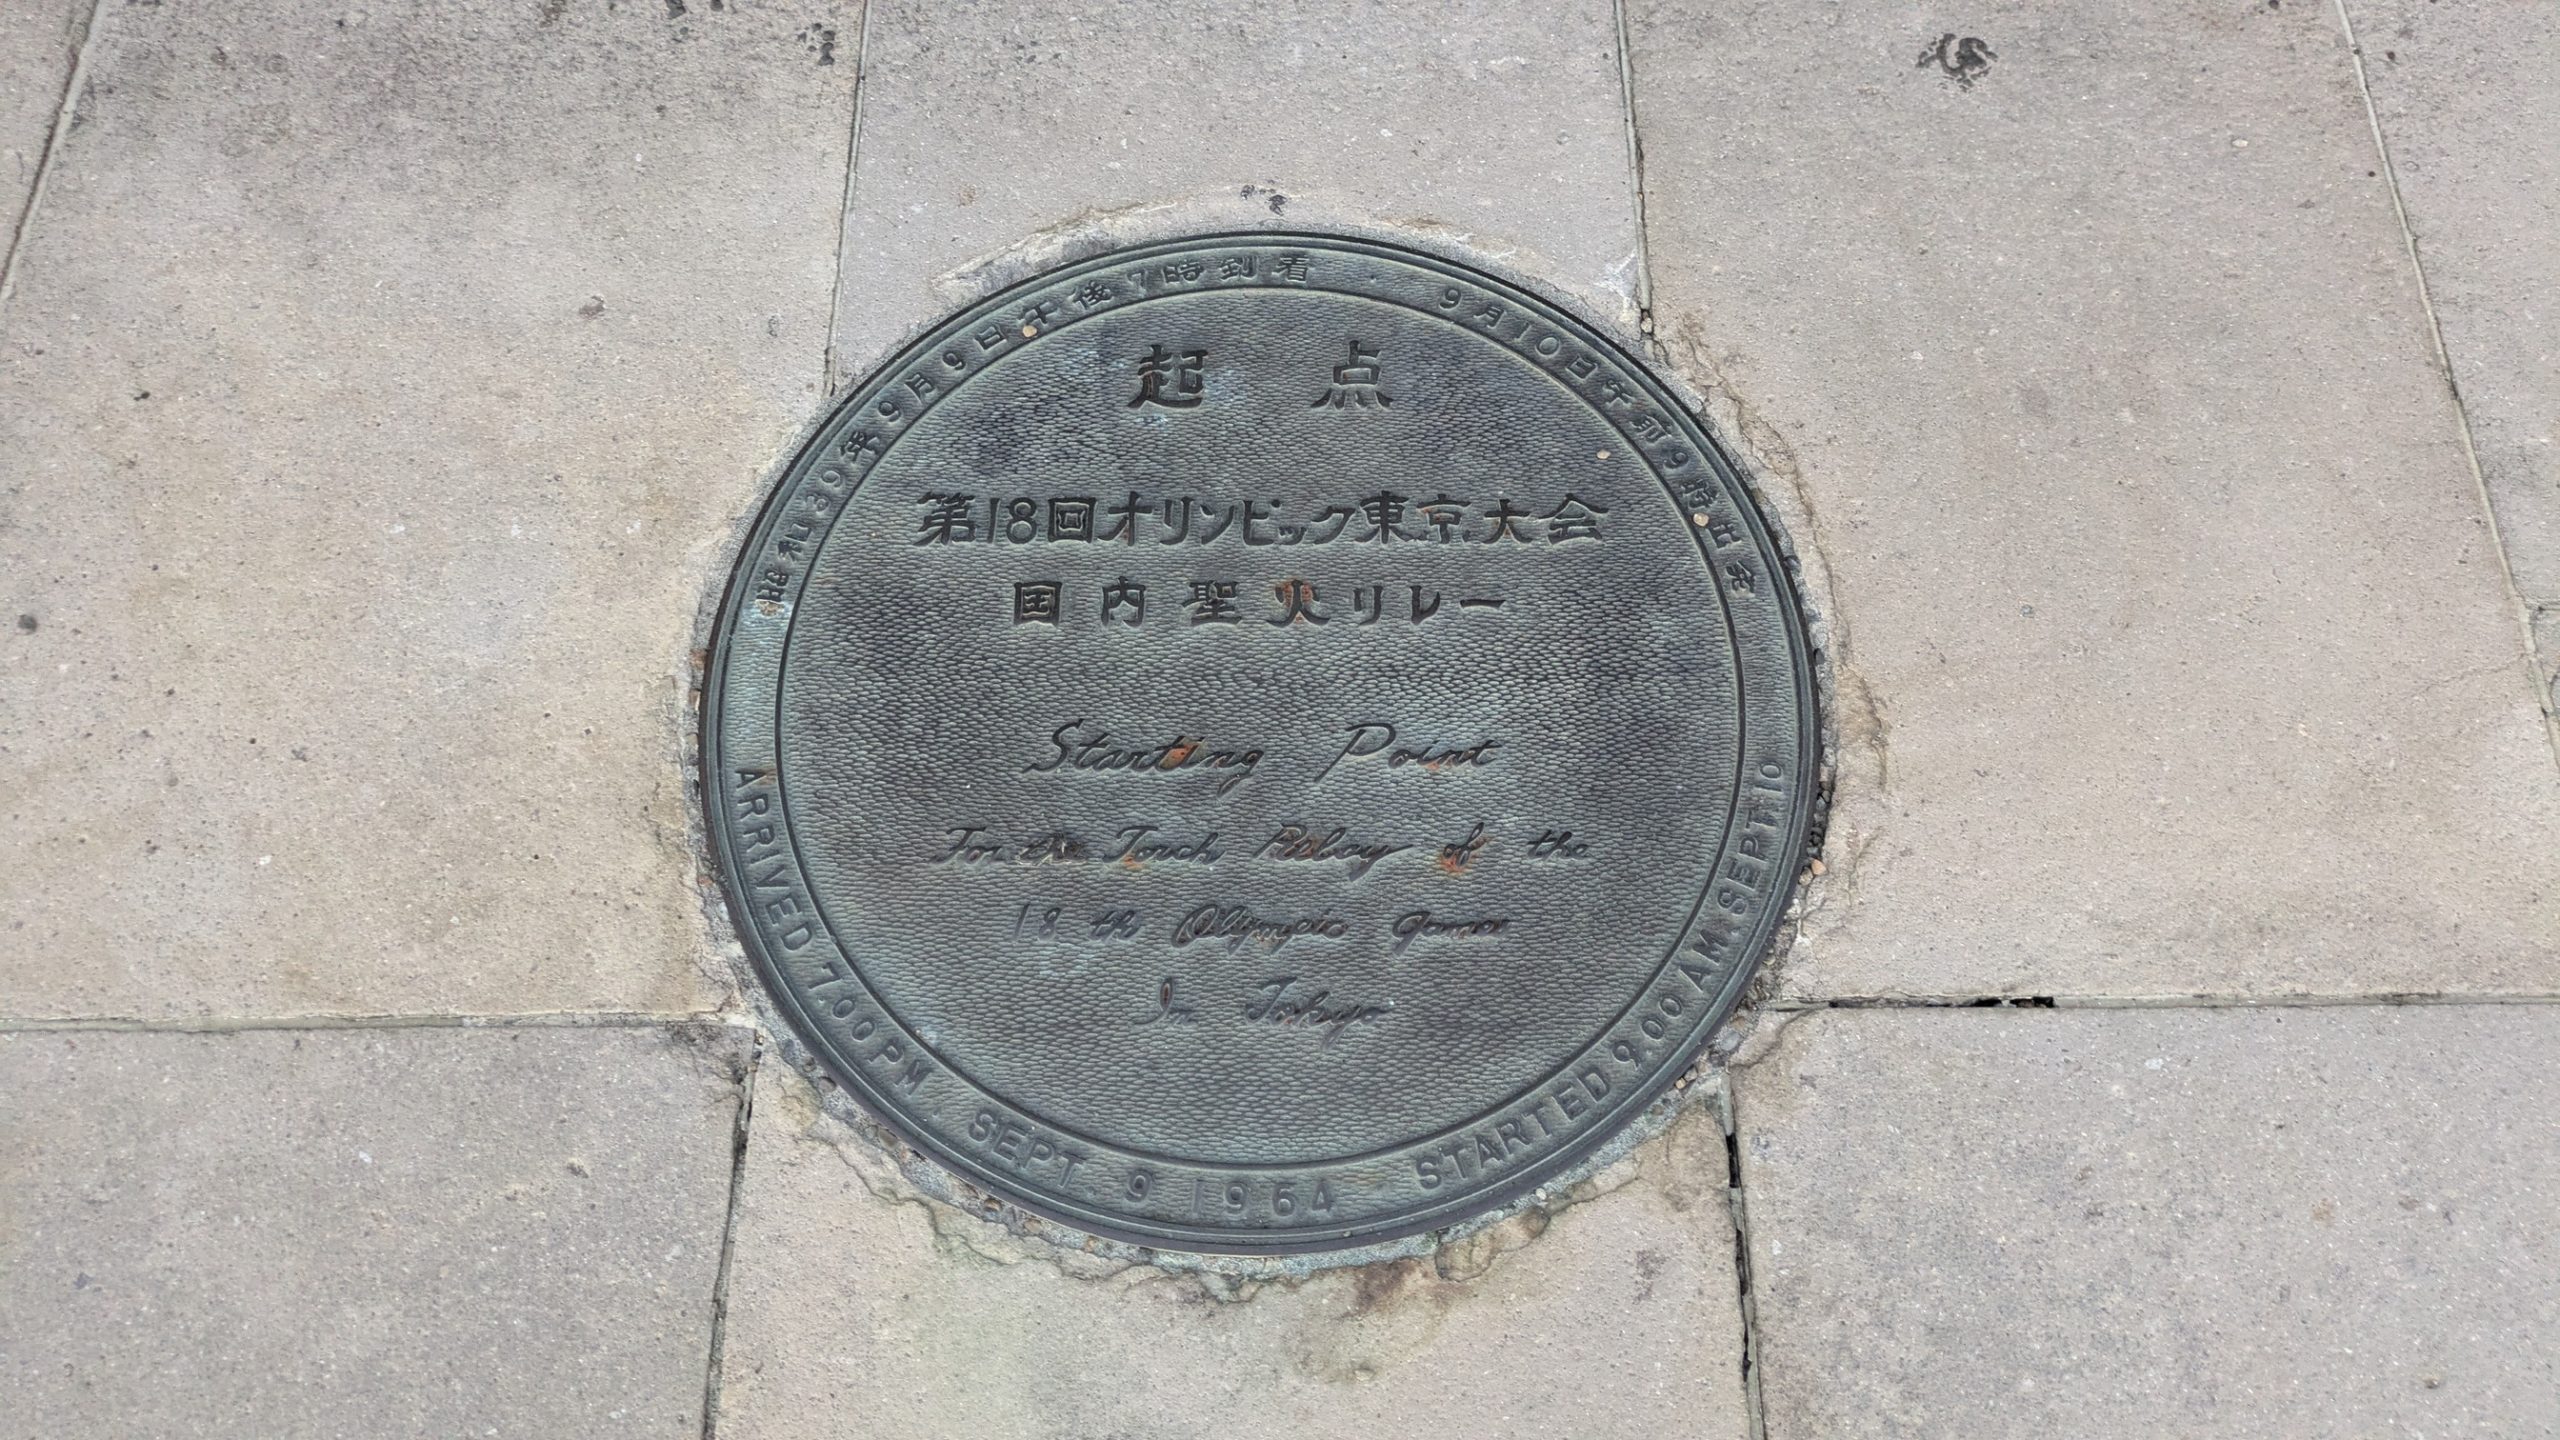 昭和39年9月9日午後7時到着
9月10日午前9時出発
起点
第18回オリンピック東京大会
国内聖火リレー
Starting Point
For the Torch Relay of the
18th Olympic games
In Tokyo
ARRIVED 7.00 PM. SEPT. 9 1964
STARTED 9.00 AM. SEPT. 10